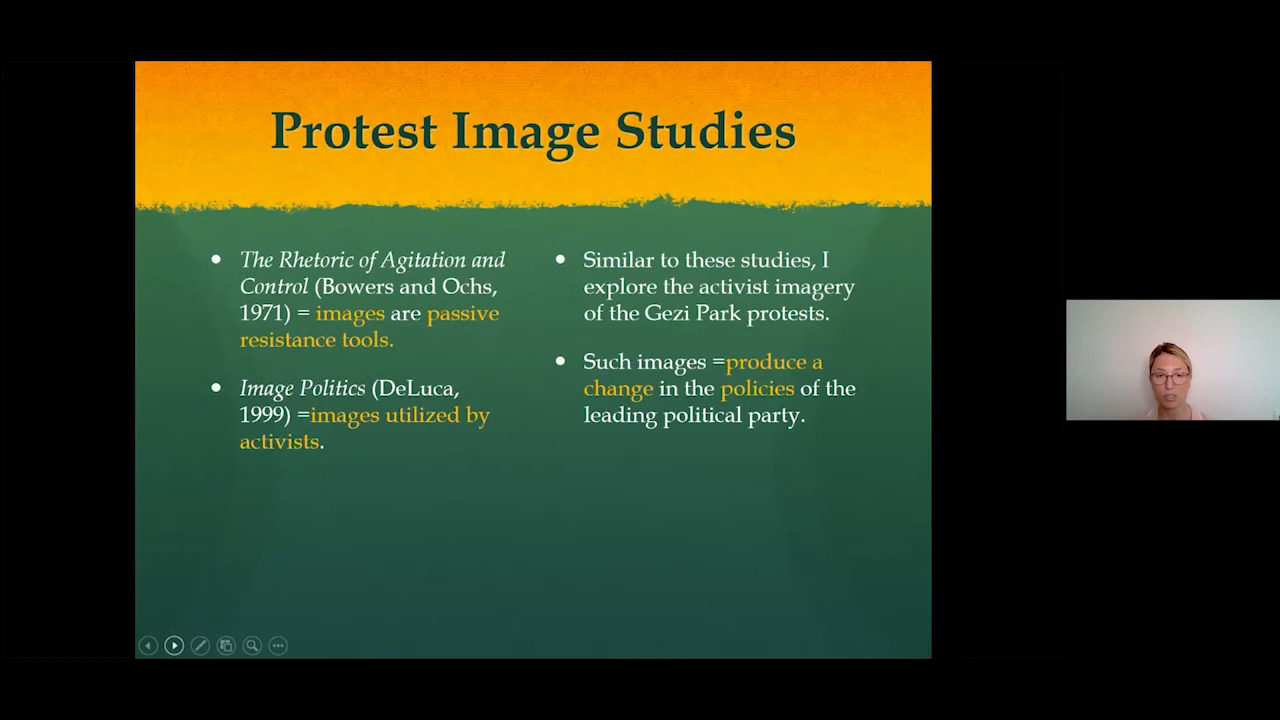 Protest Image Studies
• The Rhetoric of Agitation and
Control (Bowers and Ochs,
1971) = images are passive
resistance tools.
• Image Politics (DeLuca,
1999) =images utilized by
activists.
• Similar to these studies, I
explore the activist imagery
of the Gezi Park protests.
• Such images =produce a
change in the policies of the
leading political party.